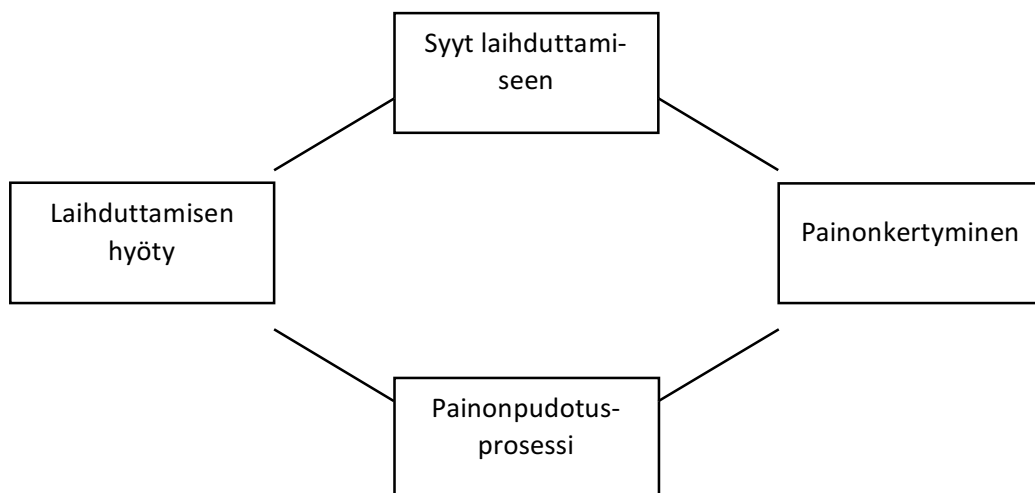 Syyt laihduttami-
seen
Laihduttamisen
hyöty
Painonkertyminen
Painonpudotus-
prosessi